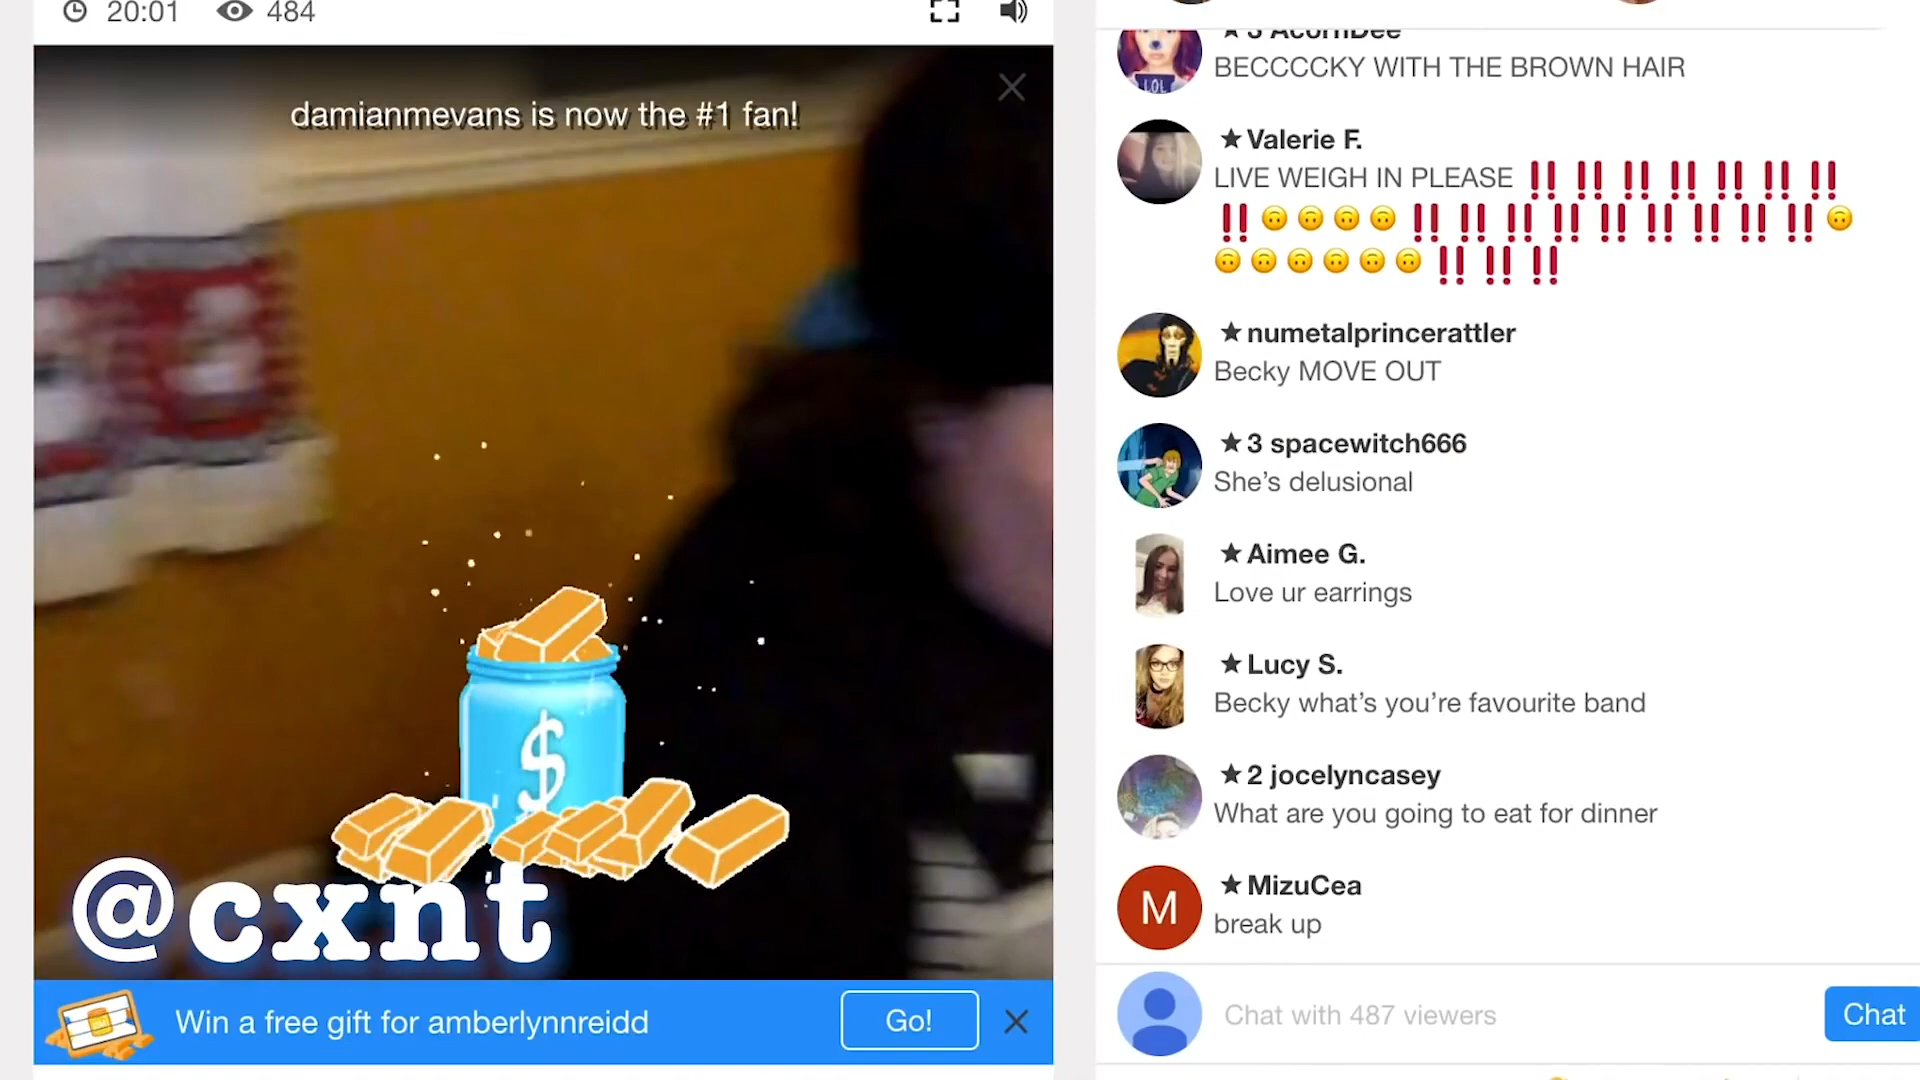 20:01 484
damianmevans is now the #1 fan!
$
@cxnt
Win a free gift for amberlynnreidd
Go!
3 AcornDee
LOL
BECCCCKY WITH THE BROWN HAIR
★ Valerie F.
LIVE WEIGH IN PLEASE ‼️ ‼️ ‼️ ‼️ ‼️ ‼️ ‼️
‼️ 🙃 🙃 🙃 🙃 ‼️ ‼️ ‼️ ‼️ ‼️ ‼️ ‼️ ‼️ ‼️ 🙃
🙃 🙃 🙃 🙃 🙃 🙃 ‼️ ‼️ ‼️
★ numetalprincerattler
Becky MOVE OUT
★ 3 spacewitch666
She’s delusional
★ Aimee G.
Love ur earrings
★ Lucy S.
Becky what’s you’re favourite band
★ 2 jocelyncasey
What are you going to eat for dinner
M
★ MizuCea
break up
Chat with 487 viewers
Chat